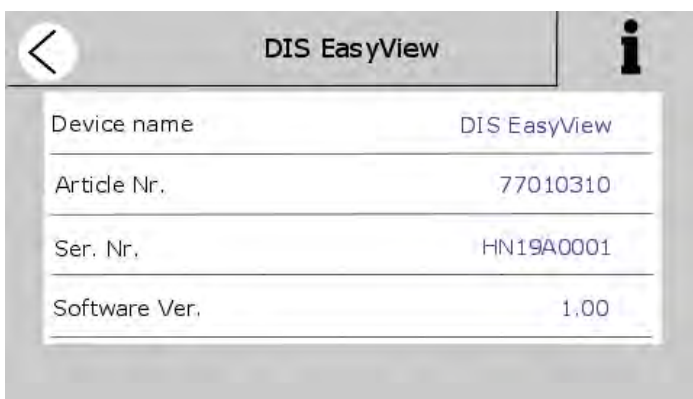 DIS EasyView
Device name DIS EasyView
Article Nr. 77010310
Ser. Nr. HN19A0001
Software Ver. 1.00